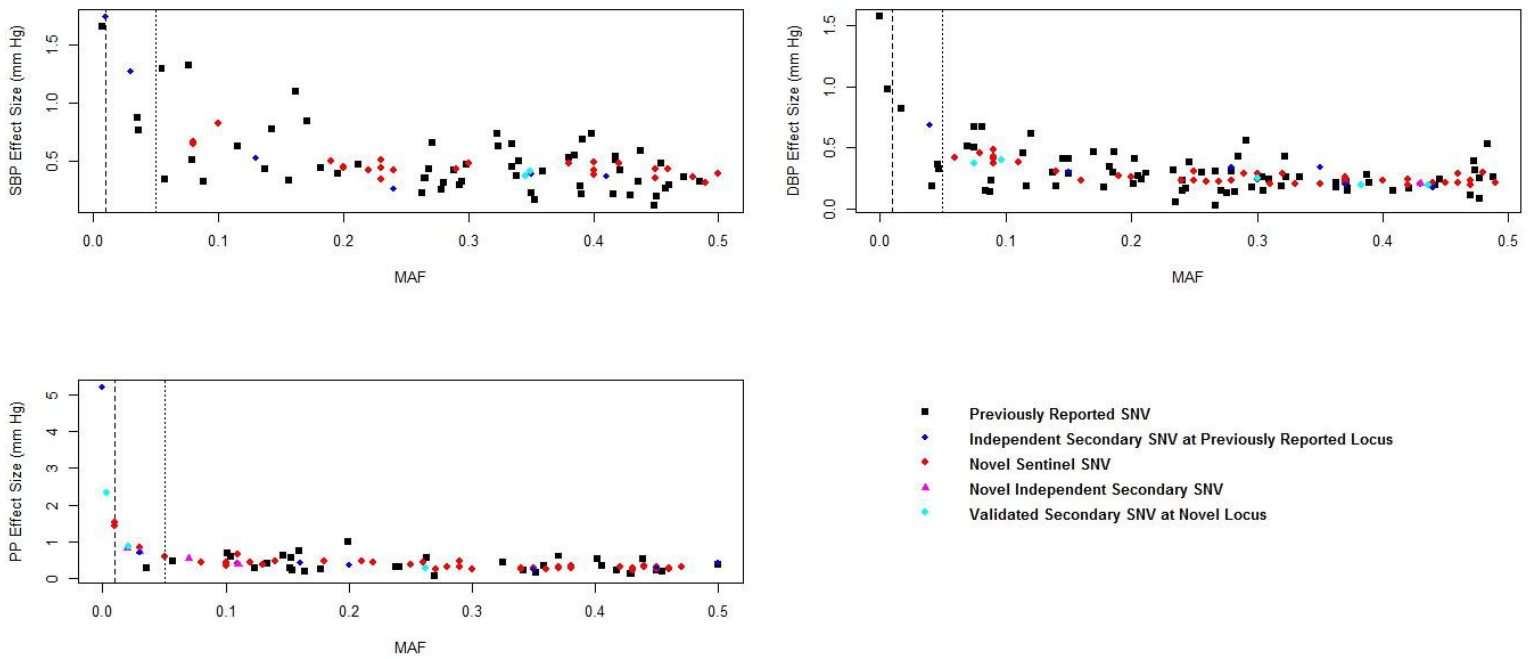 SBP Effect Size (mm Hg)
1.5
1.0
0.5
0.0 0.1 0.2 0.3 0.4 0.5
MAF
DBP Effect Size (mm Hg)
1.5
1.0
0.5
0.0
0.0 0.1 0.2 0.3 0.4 0.5
MAF
PP Effect Size (mm Hg)
5
4
3
2
1
0
0.0 0.1 0.2 0.3 0.4 0.5
MAF
Previously Reported SNV
Independent Secondary SNV at Previously Reported Locus
Novel Sentinel SNV
Novel Independent Secondary SNV
Validated Secondary SNV at Novel Locus